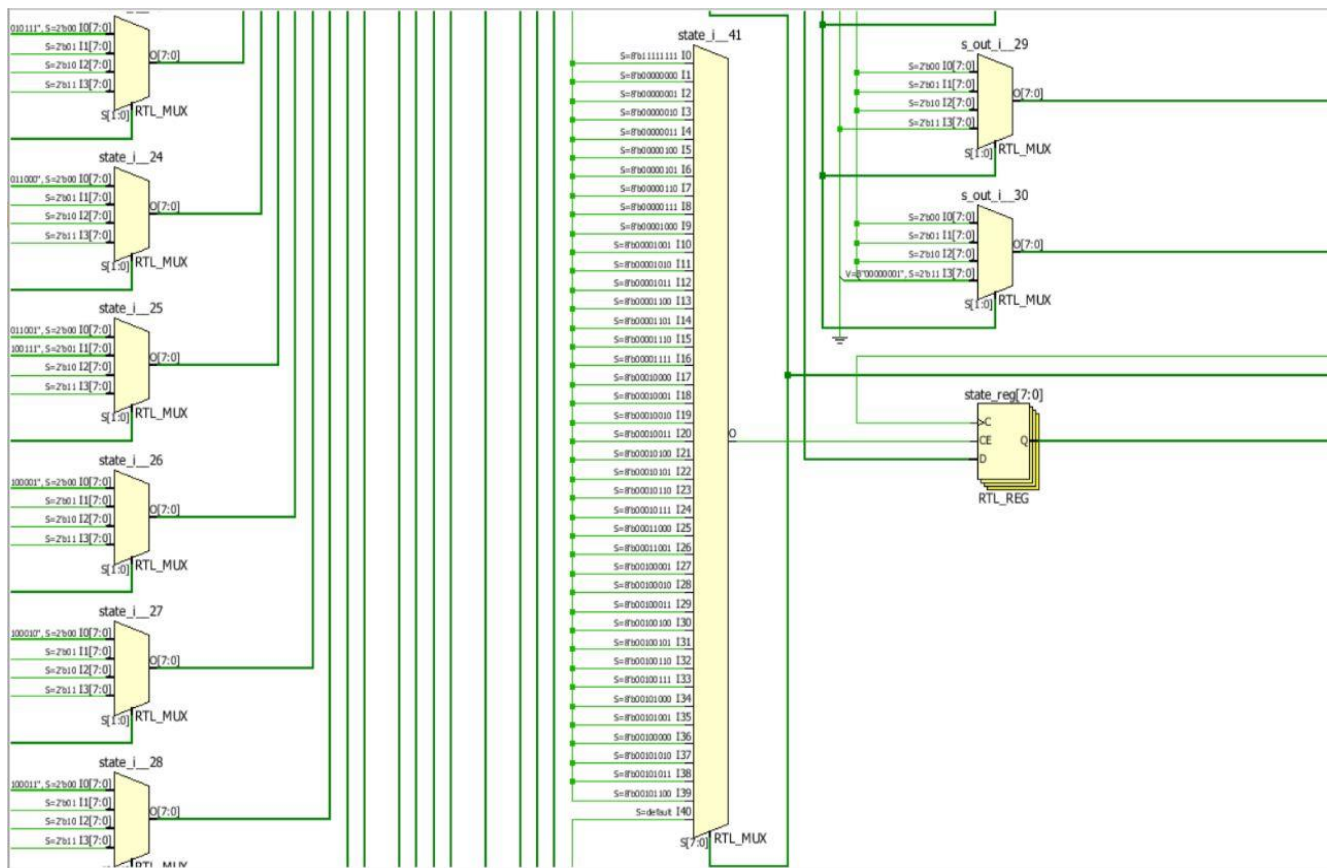 010111", S=2'b00 I0[7:0]
S=2'b01 I1[7:0]
S=2'b10 I2[7:0]
S=2'b11 I3[7:0]
O[7:0]
S[1:0]
RTL_MUX
state_i__24
011000", S=2'b00 I0[7:0]
S=2'b01 I1[7:0]
S=2'b10 I2[7:0]
S=2'b11 I3[7:0]
O[7:0]
S[1:0]
RTL_MUX
state_i__25
011001", S=2'b00 I0[7:0]
100111", S=2'b01 I1[7:0]
S=2'b10 I2[7:0]
S=2'b11 I3[7:0]
O[7:0]
S[1:0]
RTL_MUX
state_i__26
100001", S=2'b00 I0[7:0]
S=2'b01 I1[7:0]
S=2'b10 I2[7:0]
S=2'b11 I3[7:0]
O[7:0]
S[1:0]
RTL_MUX
state_i__27
100010", S=2'b00 I0[7:0]
S=2'b01 I1[7:0]
S=2'b10 I2[7:0]
S=2'b11 I3[7:0]
O[7:0]
S[1:0]
RTL_MUX
state_i__28
100011", S=2'b00 I0[7:0]
S=2'b01 I1[7:0]
S=2'b10 I2[7:0]
S=2'b11 I3[7:0]
O[7:0]
S[1:0]
RTL_MUX
state_i__41
S=8'b11111111 I0
S=8'b00000000 I1
S=8'b00000001 I2
S=8'b00000010 I3
S=8'b00000011 I4
S=8'b00000100 I5
S=8'b00000101 I6
S=8'b00000110 I7
S=8'b00000111 I8
S=8'b00001000 I9
S=8'b00001001 I10
S=8'b00001010 I11
S=8'b00001011 I12
S=8'b00001100 I13
S=8'b00001101 I14
S=8'b00001110 I15
S=8'b00001111 I16
S=8'b00010000 I17
S=8'b00010001 I18
S=8'b00010010 I19
S=8'b00010011 I20
S=8'b00010100 I21
S=8'b00010101 I22
S=8'b00010110 I23
S=8'b00010111 I24
S=8'b00011000 I25
S=8'b00011001 I26
S=8'b00100001 I27
S=8'b00100010 I28
S=8'b00100011 I29
S=8'b00100100 I30
S=8'b00100101 I31
S=8'b00100110 I32
S=8'b00100111 I33
S=8'b00101000 I34
S=8'b00101001 I35
S=8'b00100000 I36
S=8'b00101010 I37
S=8'b00101011 I38
S=8'b00101100 I39
S=default I40
O
S[7:0]
RTL_MUX
s_out_i__29
S=2'b00 I0[7:0]
S=2'b01 I1[7:0]
S=2'b10 I2[7:0]
S=2'b11 I3[7:0]
O[7:0]
S[1:0]
RTL_MUX
s_out_i__30
S=2'b00 I0[7:0]
S=2'b01 I1[7:0]
S=2'b10 I2[7:0]
V=B"00000001", S=2'b11 I3[7:0]
O[7:0]
S[1:0]
RTL_MUX
state_reg[7:0]
C
CE
D
Q
RTL_REG